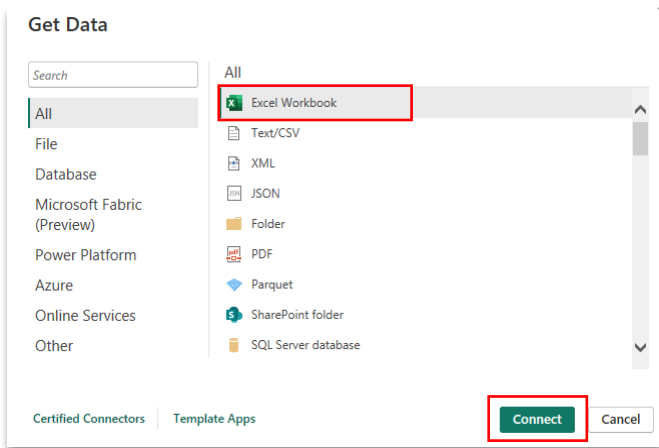 Get Data
Search
All
File
Database
Microsoft Fabric
(Preview)
Power Platform
Azure
Online Services
Other
All
Excel Workbook
Text/CSV
XML
JSON
Folder
PDF
Parquet
SharePoint folder
SQL Server database
Certified Connectors
Template Apps
Connect
Cancel